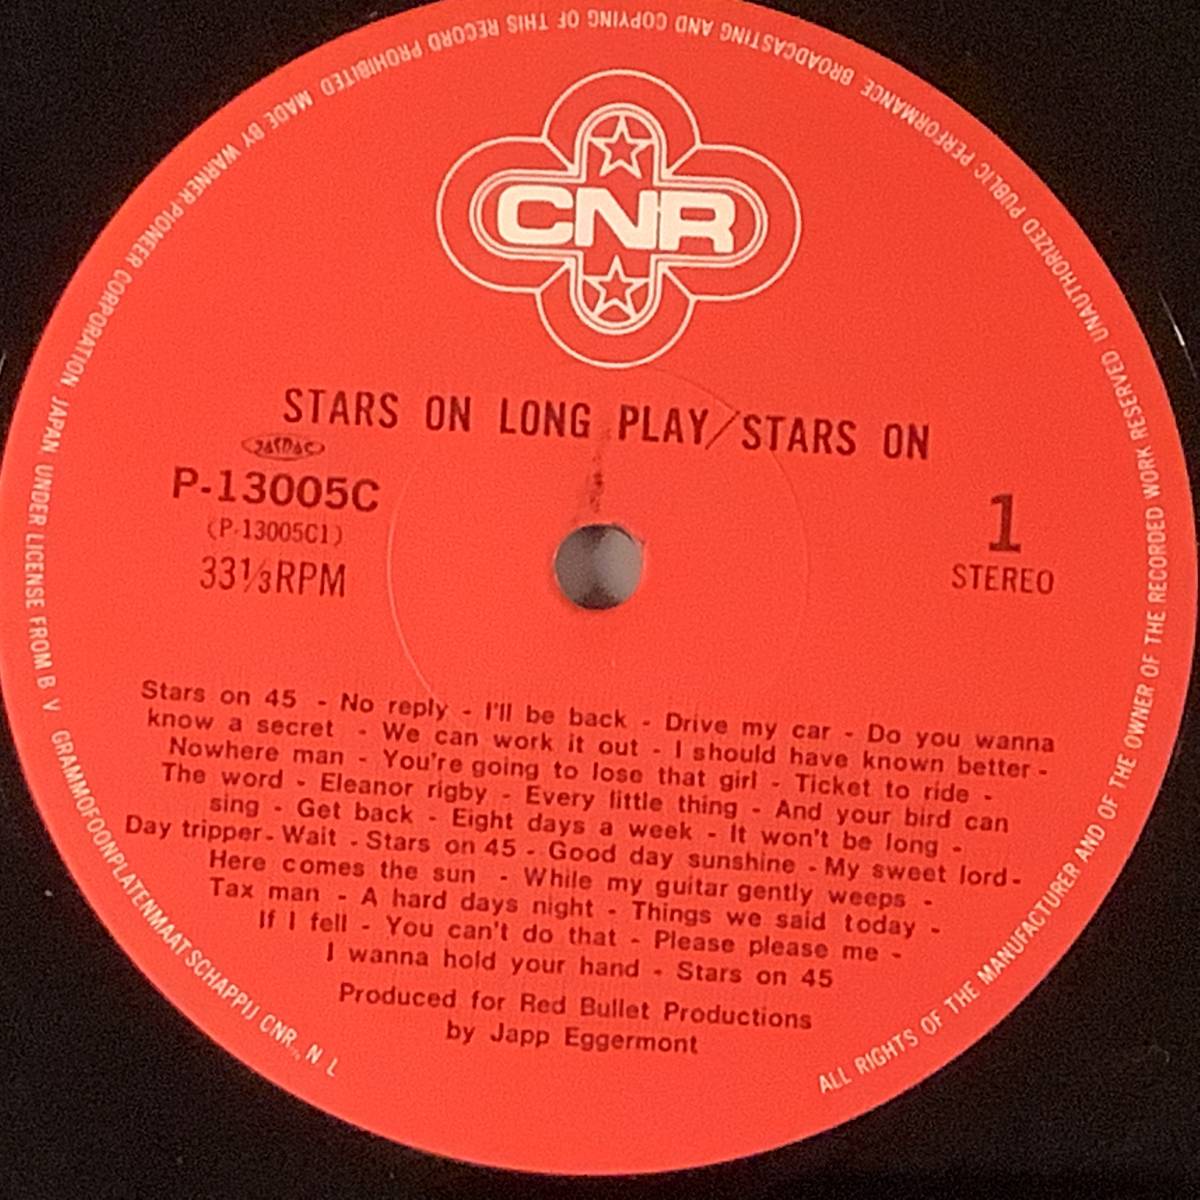 CNR
STARS ON LONG PLAY/STARS ON
P-13005C
(P-13005C1)
33⅓RPM
1
STEREO
Stars on 45 - No reply - I'll be back - Drive my car - Do you wanna
know a secret - We can work it out - I should have known better -
Nowhere man - You're going to lose that girl - Ticket to ride -
The word - Eleanor rigby - Every little thing - And your bird can
sing - Get back - Eight days a week - It won't be long -
Day tripper - Wait - Stars on 45 - Good day sunshine - My sweet lord -
Here comes the sun - While my guitar gently weeps -
Tax man - A hard days night - Things we said today -
If I fell - You can't do that - Please please me -
I wanna hold your hand - Stars on 45
Produced for Red Bullet Productions
by Japp Eggermont
ALL RIGHTS OF THE MANUFACTURER AND OF THE OWNER OF THE RECORDED WORK RESERVED UNAUTHORIZED PUBLIC PERFORMANCE BROADCASTING AND COPYING OF THIS RECORD PROHIBITED MADE BY WARNER-PIONEER CORPORATION, JAPAN. UNDER LICENSE FROM B V GRAMMOFOONPLATENMAATSCHAPPIJ CNR., N L